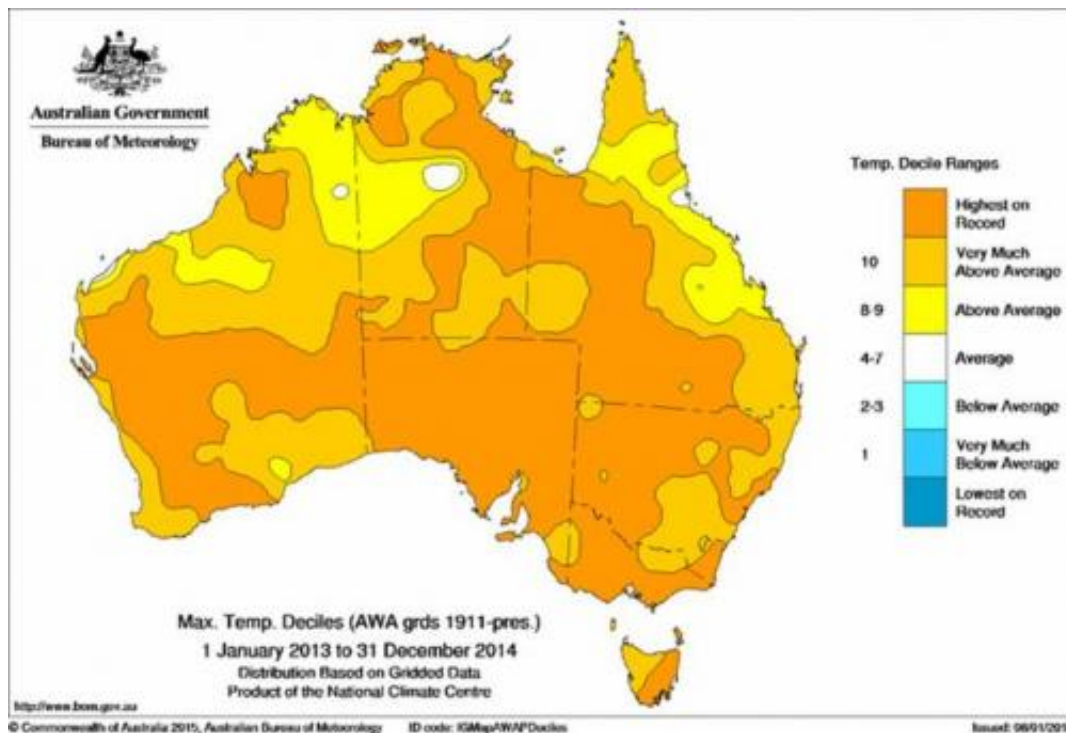 Australian Government
Bureau of Meteorology
Temp. Decile Ranges
Highest on
Record
10
Very Much
Above Average
8-9
Above Average
4-7
Average
2-3
Below Average
1
Very Much
Below Average
Lowest on
Record
Max. Temp. Deciles (AWA grds 1911-pres.)
1 January 2013 to 31 December 2014
Distribution Based on Gridded Data
Product of the National Climate Centre
http://www.bom.gov.au
© Commonwealth of Australia 2015, Australian Bureau of Meteorology
ID code:
Issued: